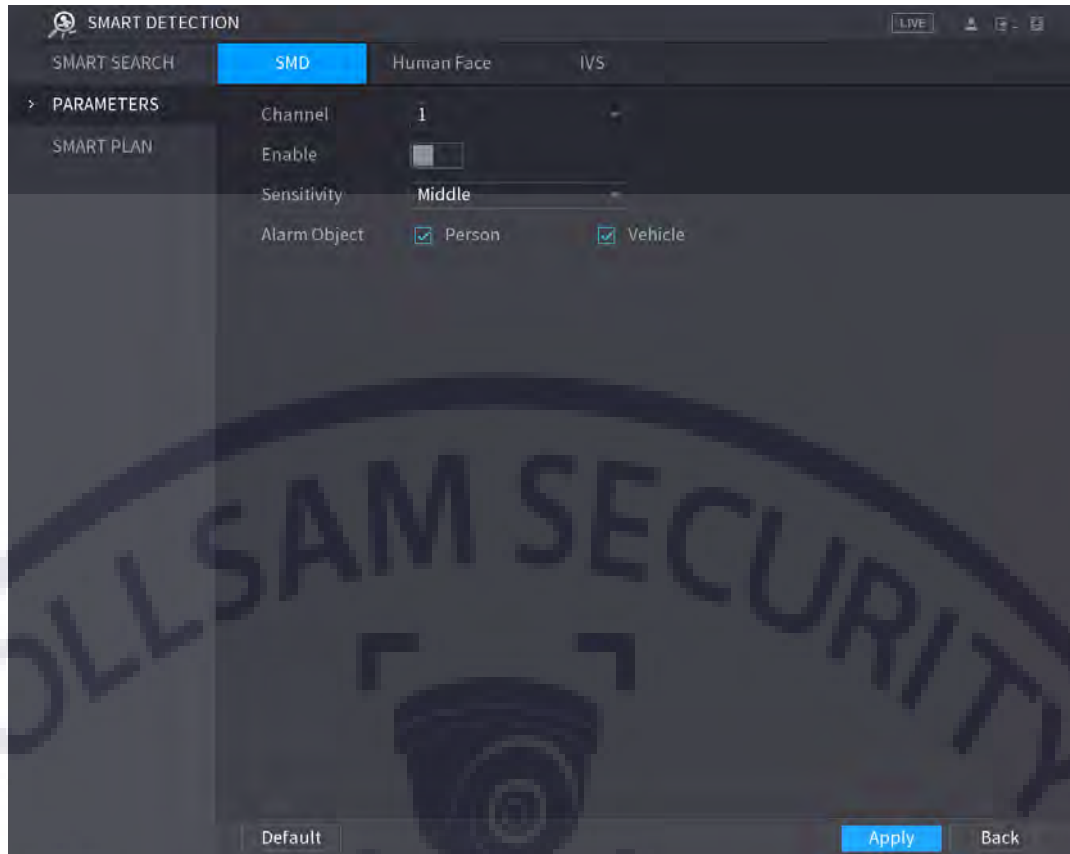 SMART DETECTION LIVE
SMART SEARCH SMD Human Face IVS
PARAMETERS Channel 1
SMART PLAN Enable
Sensitivity Middle
Alarm Object Person Vehicle
OLLSAM SECURITY
Default Apply Back